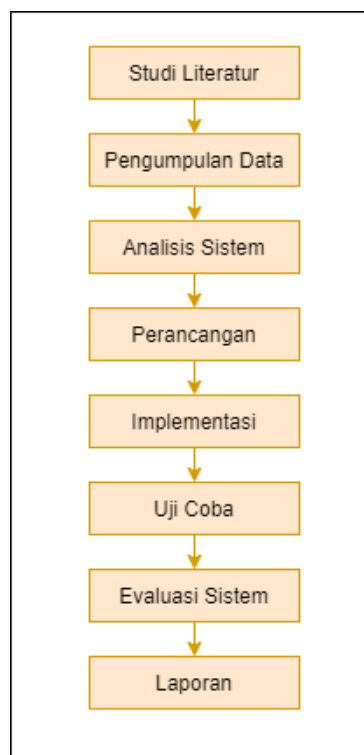 Studi Literatur
Pengumpulan Data
Analisis Sistem
Perancangan
Implementasi
Uji Coba
Evaluasi Sistem
Laporan